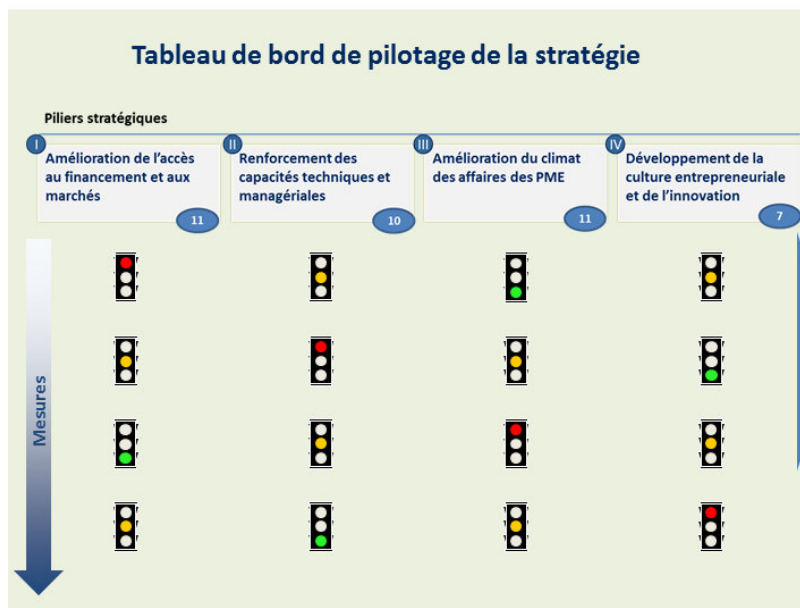 Tableau de bord de pilotage de la stratégie
Piliers stratégiques
I
Amélioration de l'accès
au financement et aux
marchés
11
II
Renforcement des
capacités techniques et
managériales
10
III
Amélioration du climat
des affaires des PME
11
IV
Développement de la
culture entrepreneuriale
et de l'innovation
7
Mesures